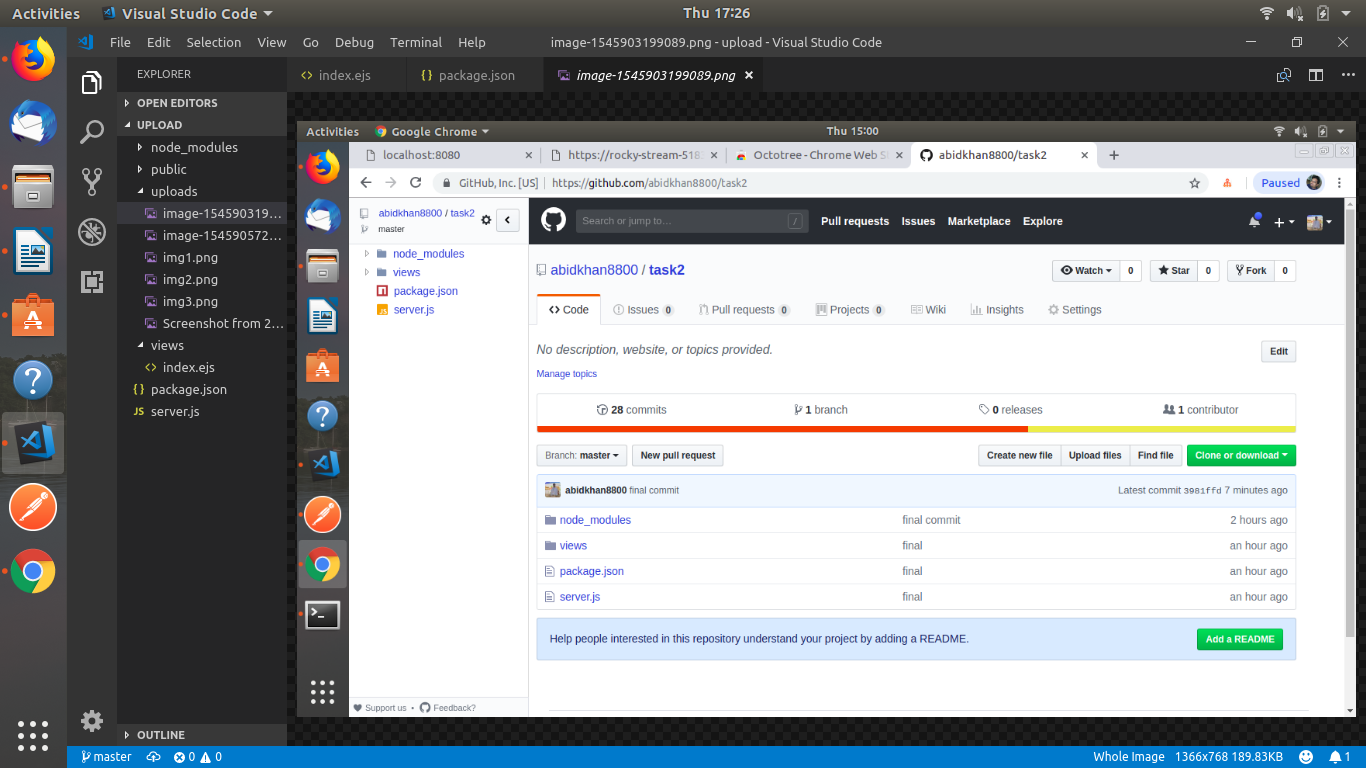 Activities Visual Studio Code Thu 17:26
File Edit Selection View Go Debug Terminal Help image-1545903199089.png - upload - Visual Studio Code
EXPLORER
OPEN EDITORS
UPLOAD
node_modules
public
uploads
image-154590319...
image-154590572...
img1.png
img2.png
img3.png
Screenshot from 2...
views
index.ejs
package.json
server.js
OUTLINE
index.ejs package.json image-1545903199089.png
Activities Google Chrome Thu 15:00
localhost:8080 https://rocky-stream-518 Octotree - Chrome Web S abidkhan8800/task2
GitHub, Inc. [US] https://github.com/abidkhan8800/task2 Paused
abidkhan8800 / task2
master
node_modules
views
package.json
server.js
Support us • Feedback?
Search or jump to... / Pull requests Issues Marketplace Explore
abidkhan8800 / task2 Watch 0 Star 0 Fork 0
Code Issues 0 Pull requests 0 Projects 0 Wiki Insights Settings
No description, website, or topics provided. Edit
Manage topics
28 commits 1 branch 0 releases 1 contributor
Branch: master New pull request Create new file Upload files Find file Clone or download
abidkhan8800 final commit Latest commit 3981ffd 7 minutes ago
node_modules final commit 2 hours ago
views final an hour ago
package.json final an hour ago
server.js final an hour ago
Help people interested in this repository understand your project by adding a README. Add a README
master 0 0 Whole Image 1366x768 189.83KB 1